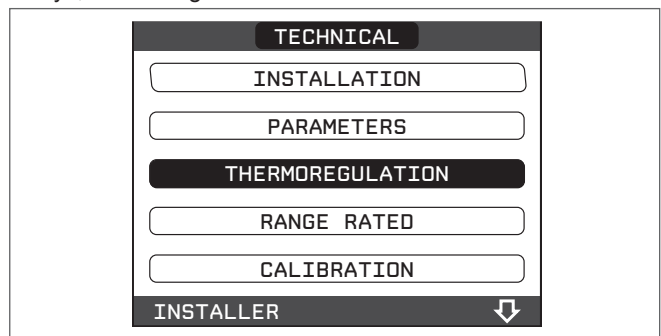 TECHNICAL
INSTALLATION
PARAMETERS
THERMOREGULATION
RANGE RATED
CALIBRATION
INSTALLER